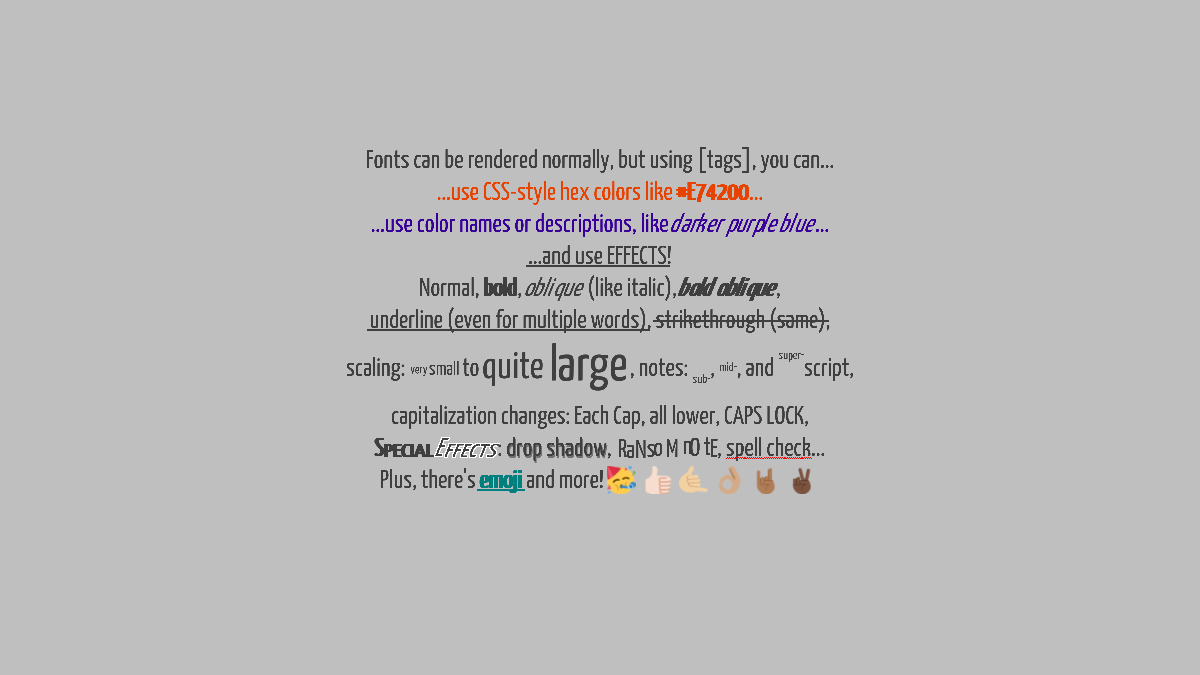 Fonts can be rendered normally, but using [tags], you can...
...use CSS-style hex colors like #E74200...
...use color names or descriptions, like darker purple blue...
...and use EFFECTS!
Normal, bold, oblique (like italic), bold oblique,
underline (even for multiple words), strikethrough (same),
scaling: very small to quite large, notes: sub-, mid-, and super-script,
capitalization changes: Each Cap, all lower, CAPS LOCK,
Special Effects: drop shadow, RaNsoM nOtE, spell check...
Plus, there's emoji and more! 🥳 👍🏻 🤙🏼 👌🏽 🤘🏾 ✌🏿